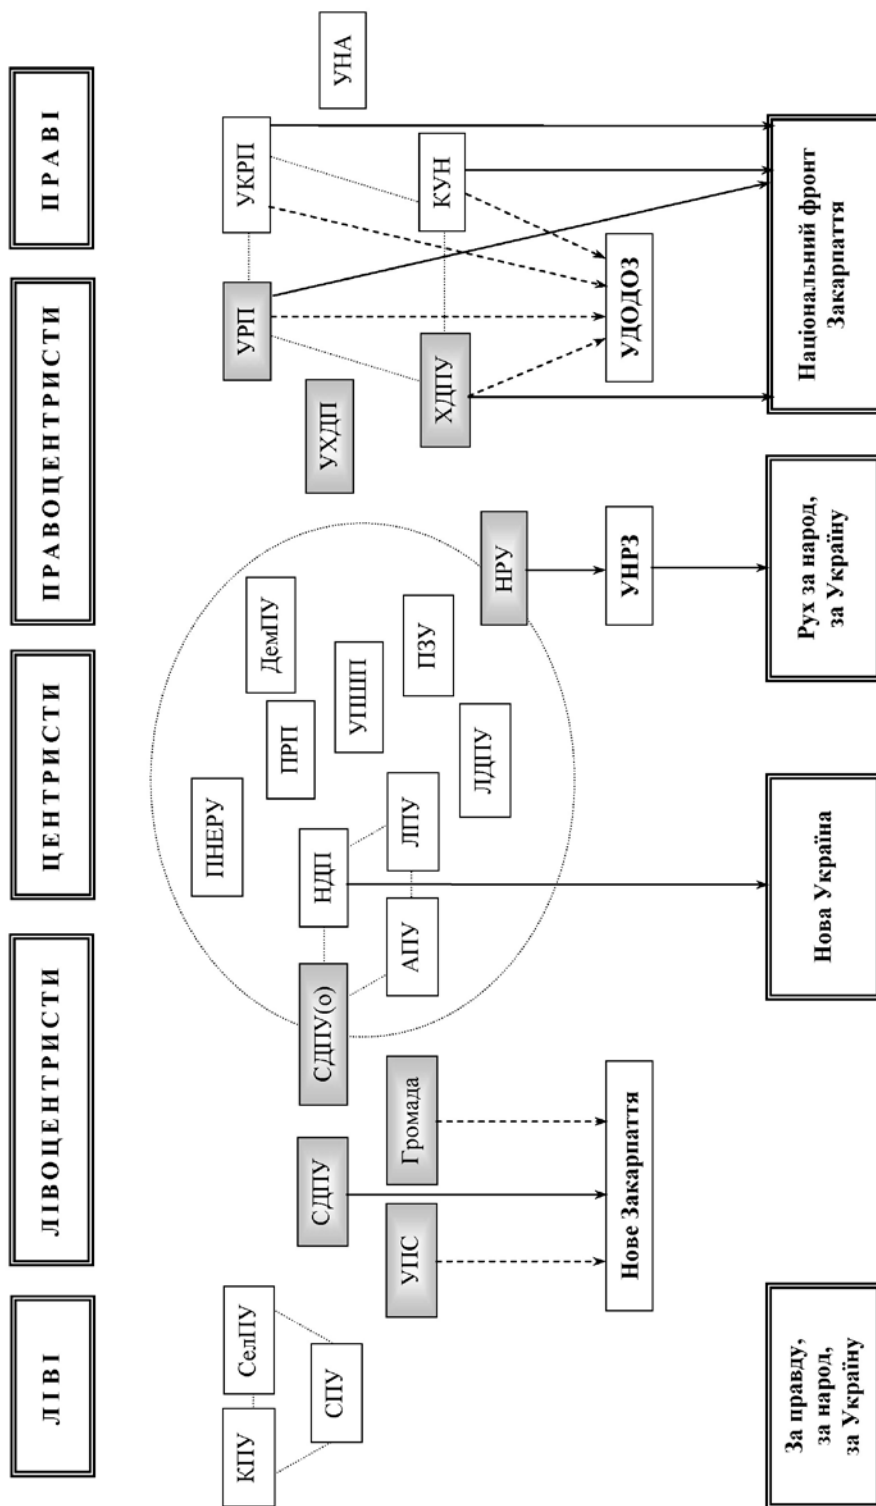 ЛІВІ
ЛІВОЦЕНТРИСТИ
ЦЕНТРИСТИ
ПРАВОЦЕНТРИСТИ
ПРАВІ
КПУ
СелПУ
СПУ
СДПУ
УПС
Громада
СДПУ(о)
НДП
АПУ
ЛПУ
ПНЕРУ
ПРП
ДемПУ
УПШП
ПЗУ
ЛДПУ
НРУ
УХДП
УРП
ХДПУ
УКРП
КУН
УНА
Нове Закарпаття
УНРЗ
УДОДОЗ
За правду,
за народ,
за Україну
Нова Україна
Рух за народ,
за Україну
Національний фронт
Закарпаття